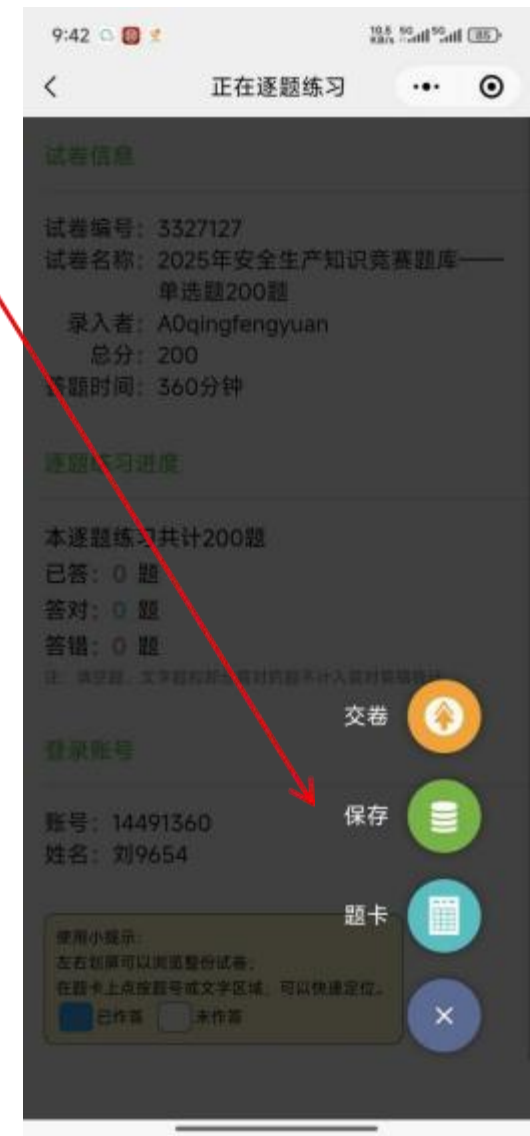 9:42
10.5 KB/s 5G 5G 85
正在逐题练习
试卷信息
试卷编号：3327127
试卷名称：2025年安全生产知识竞赛题库——
单选题200题
录入者：A0qingfengyuan
总分：200
答题时间：360分钟
逐题练习进度
本逐题练习共计200题
已答：0 题
答对：0 题
答错：0 题
交卷
登录账号
保存
账号：14491360
姓名：刘9654
题卡
使用小提示：
左右划屏可以浏览整份试卷，
在题卡上点按题号或文字区域，可以快速定位。
已作答 未作答